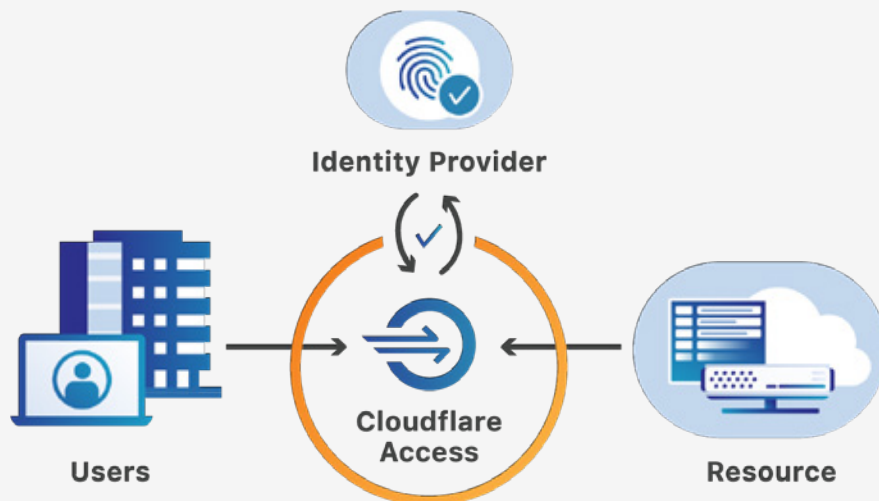 Identity Provider
Cloudflare
Access
Users
Resource